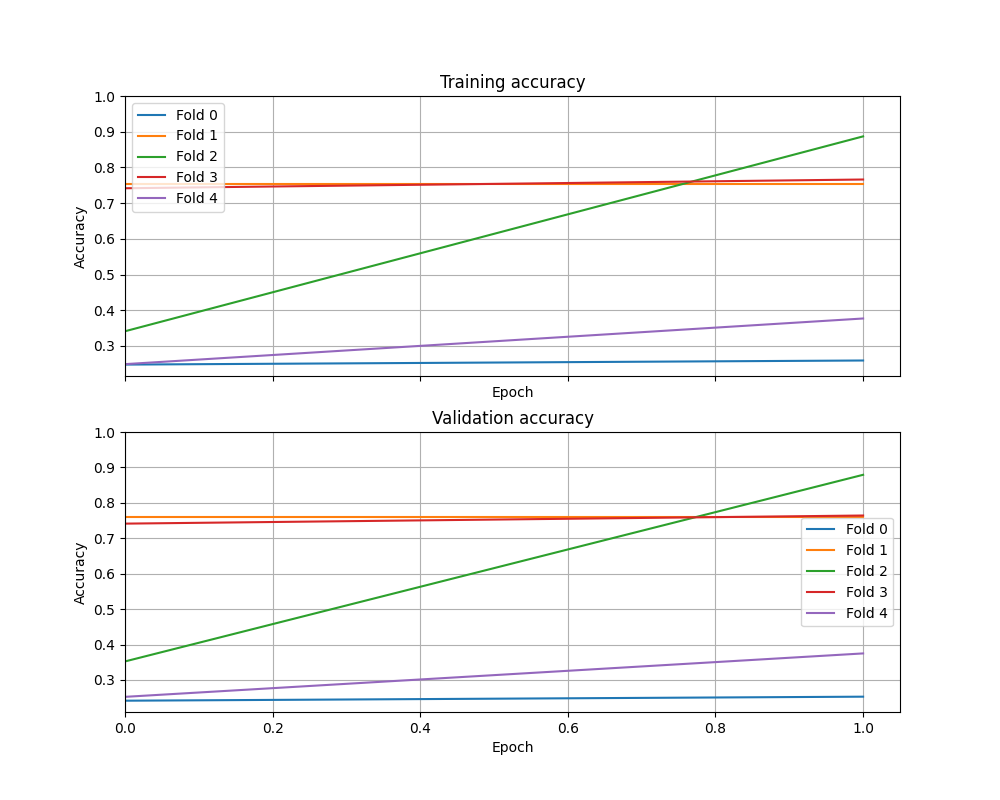 Training accuracy
1.0
0.9
0.8
0.7
0.6
0.5
0.4
0.3
Accuracy
Fold 0
Fold 1
Fold 2
Fold 3
Fold 4
Epoch
Validation accuracy
1.0
0.9
0.8
0.7
0.6
0.5
0.4
0.3
Accuracy
Fold 0
Fold 1
Fold 2
Fold 3
Fold 4
0.0 0.2 0.4 0.6 0.8 1.0
Epoch